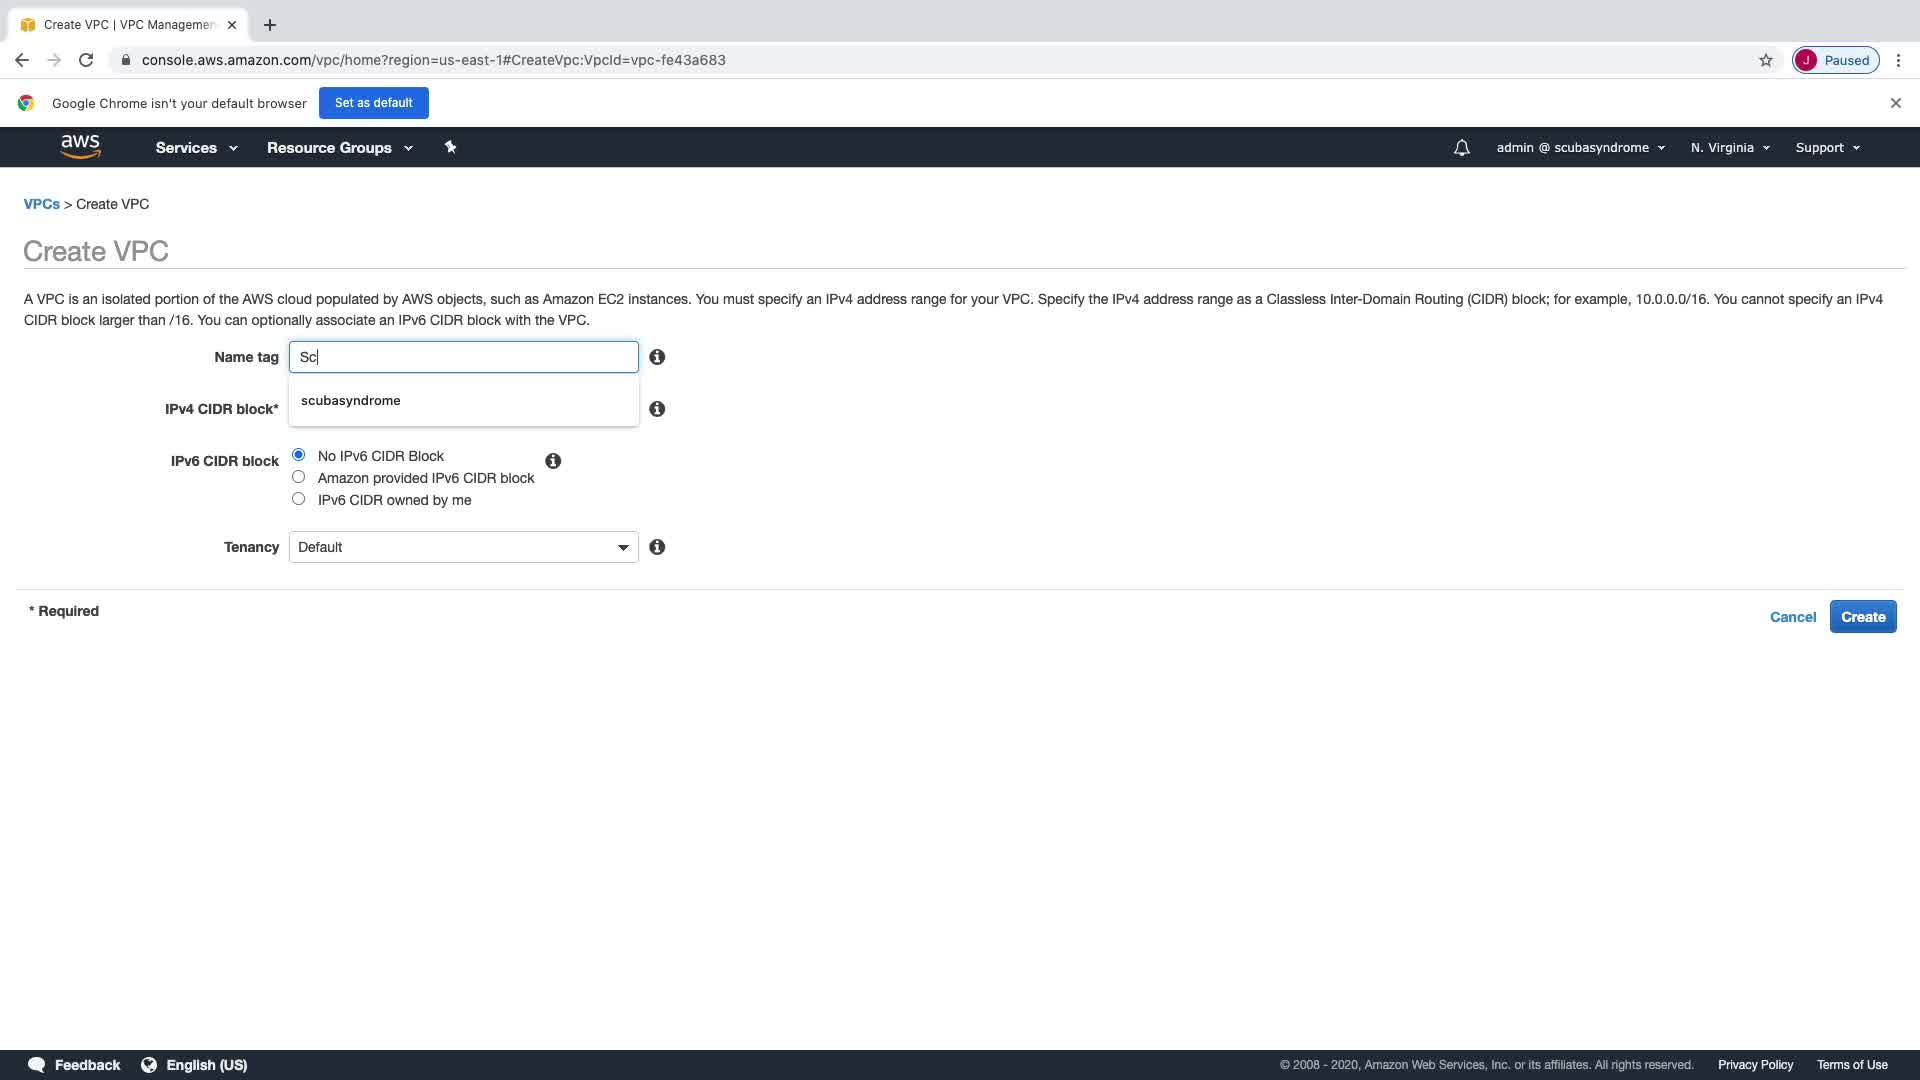 Create VPC | VPC Managemen
console.aws.amazon.com/vpc/home?region=us-east-1#CreateVpc:VpcId=vpc-fe43a683
J Paused
Google Chrome isn't your default browser Set as default
aws Services Resource Groups admin @ scubasyndrome N. Virginia Support
VPCs > Create VPC
Create VPC
A VPC is an isolated portion of the AWS cloud populated by AWS objects, such as Amazon EC2 instances. You must specify an IPv4 address range for your VPC. Specify the IPv4 address range as a Classless Inter-Domain Routing (CIDR) block; for example, 10.0.0.0/16. You cannot specify an IPv4
CIDR block larger than /16. You can optionally associate an IPv6 CIDR block with the VPC.
Name tag Sc
scubasyndrome
IPv4 CIDR block*
IPv6 CIDR block No IPv6 CIDR Block
Amazon provided IPv6 CIDR block
IPv6 CIDR owned by me
Tenancy Default
* Required
Cancel Create
Feedback English (US) © 2008 - 2020, Amazon Web Services, Inc. or its affiliates. All rights reserved. Privacy Policy Terms of Use